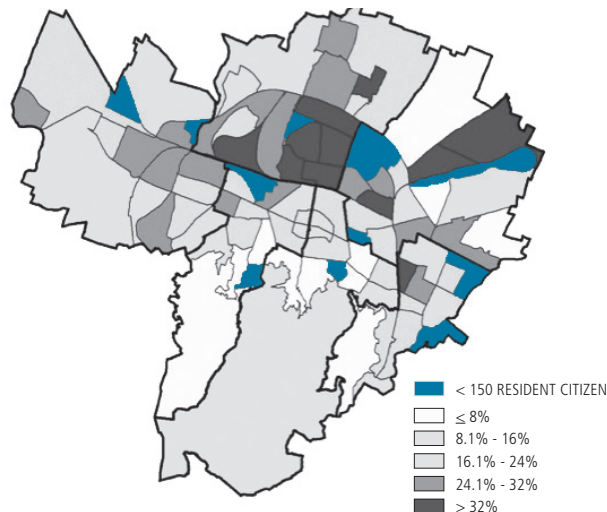 < 150 RESIDENT CITIZEN
≤ 8%
8.1% - 16%
16.1% - 24%
24.1% - 32%
> 32%